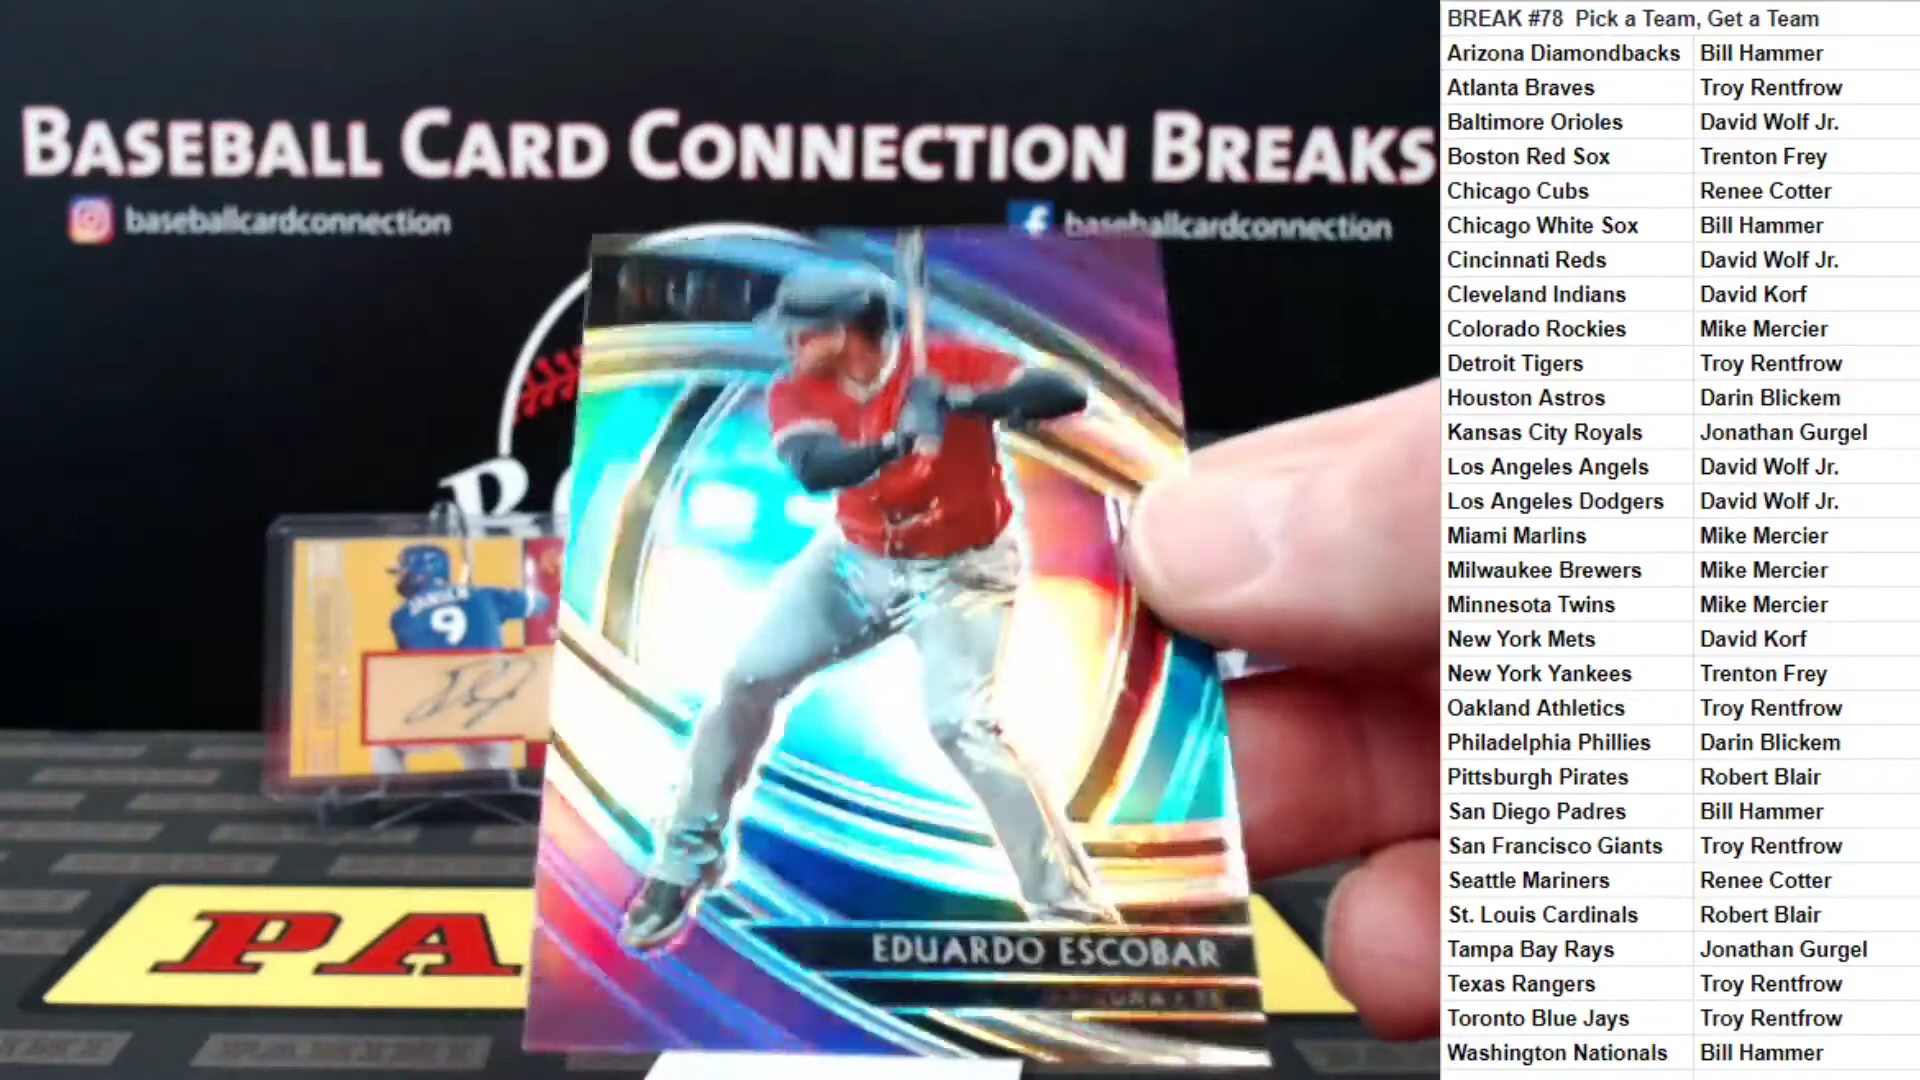 BASEBALL CARD CONNECTION BREAKS
baseballcardconnection
baseballcardconnection
JANSEN
9
EDUARDO ESCOBAR
PA
BREAK #78 Pick a Team, Get a Team
Arizona Diamondbacks Bill Hammer
Atlanta Braves Troy Rentfrow
Baltimore Orioles David Wolf Jr.
Boston Red Sox Trenton Frey
Chicago Cubs Renee Cotter
Chicago White Sox Bill Hammer
Cincinnati Reds David Wolf Jr.
Cleveland Indians David Korf
Colorado Rockies Mike Mercier
Detroit Tigers Troy Rentfrow
Houston Astros Darin Blickem
Kansas City Royals Jonathan Gurgel
Los Angeles Angels David Wolf Jr.
Los Angeles Dodgers David Wolf Jr.
Miami Marlins Mike Mercier
Milwaukee Brewers Mike Mercier
Minnesota Twins Mike Mercier
New York Mets David Korf
New York Yankees Trenton Frey
Oakland Athletics Troy Rentfrow
Philadelphia Phillies Darin Blickem
Pittsburgh Pirates Robert Blair
San Diego Padres Bill Hammer
San Francisco Giants Troy Rentfrow
Seattle Mariners Renee Cotter
St. Louis Cardinals Robert Blair
Tampa Bay Rays Jonathan Gurgel
Texas Rangers Troy Rentfrow
Toronto Blue Jays Troy Rentfrow
Washington Nationals Bill Hammer